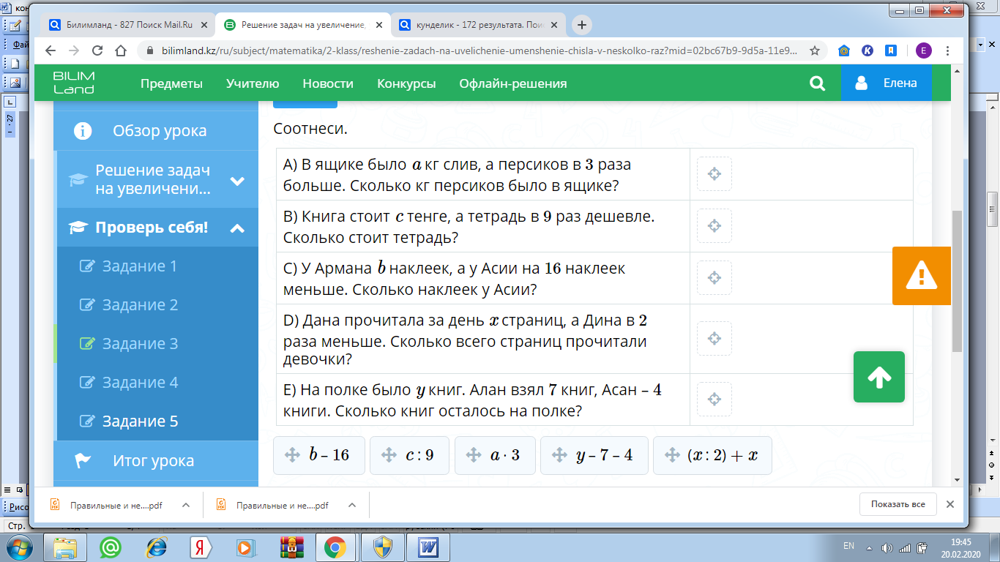 Билимланд - 827 Поиск Mail.Ru
Решение задач на увеличение,
кунделик - 172 результата. Пои
bilimland.kz/ru/subject/matematika/2-klass/reshenie-zadach-na-uvelichenie-umenshenie-chisla-v-neskolko-raz?mid=02bc67b9-9d5a-11e9...
BILIM
Land
Предметы
Учителю
Новости
Конкурсы
Офлайн-решения
Елена
Обзор урока
Решение задач
на увеличени...
Проверь себя!
Задание 1
Задание 2
Задание 3
Задание 4
Задание 5
Итог урока
Соотнеси.
A) В ящике было a кг слив, а персиков в 3 раза
больше. Сколько кг персиков было в ящике?
B) Книга стоит c тенге, а тетрадь в 9 раз дешевле.
Сколько стоит тетрадь?
C) У Армана b наклеек, а у Асии на 16 наклеек
меньше. Сколько наклеек у Асии?
D) Дана прочитала за день x страниц, а Дина в 2
раза меньше. Сколько всего страниц прочитали
девочки?
E) На полке было y книг. Алан взял 7 книг, Асан – 4
книги. Сколько книг осталось на полке?
b – 16
c : 9
a · 3
y – 7 – 4
(x : 2) + x
Правильные и не....pdf
Правильные и не....pdf
Показать все
Рисо
Стр.
EN
19:45
20.02.2020